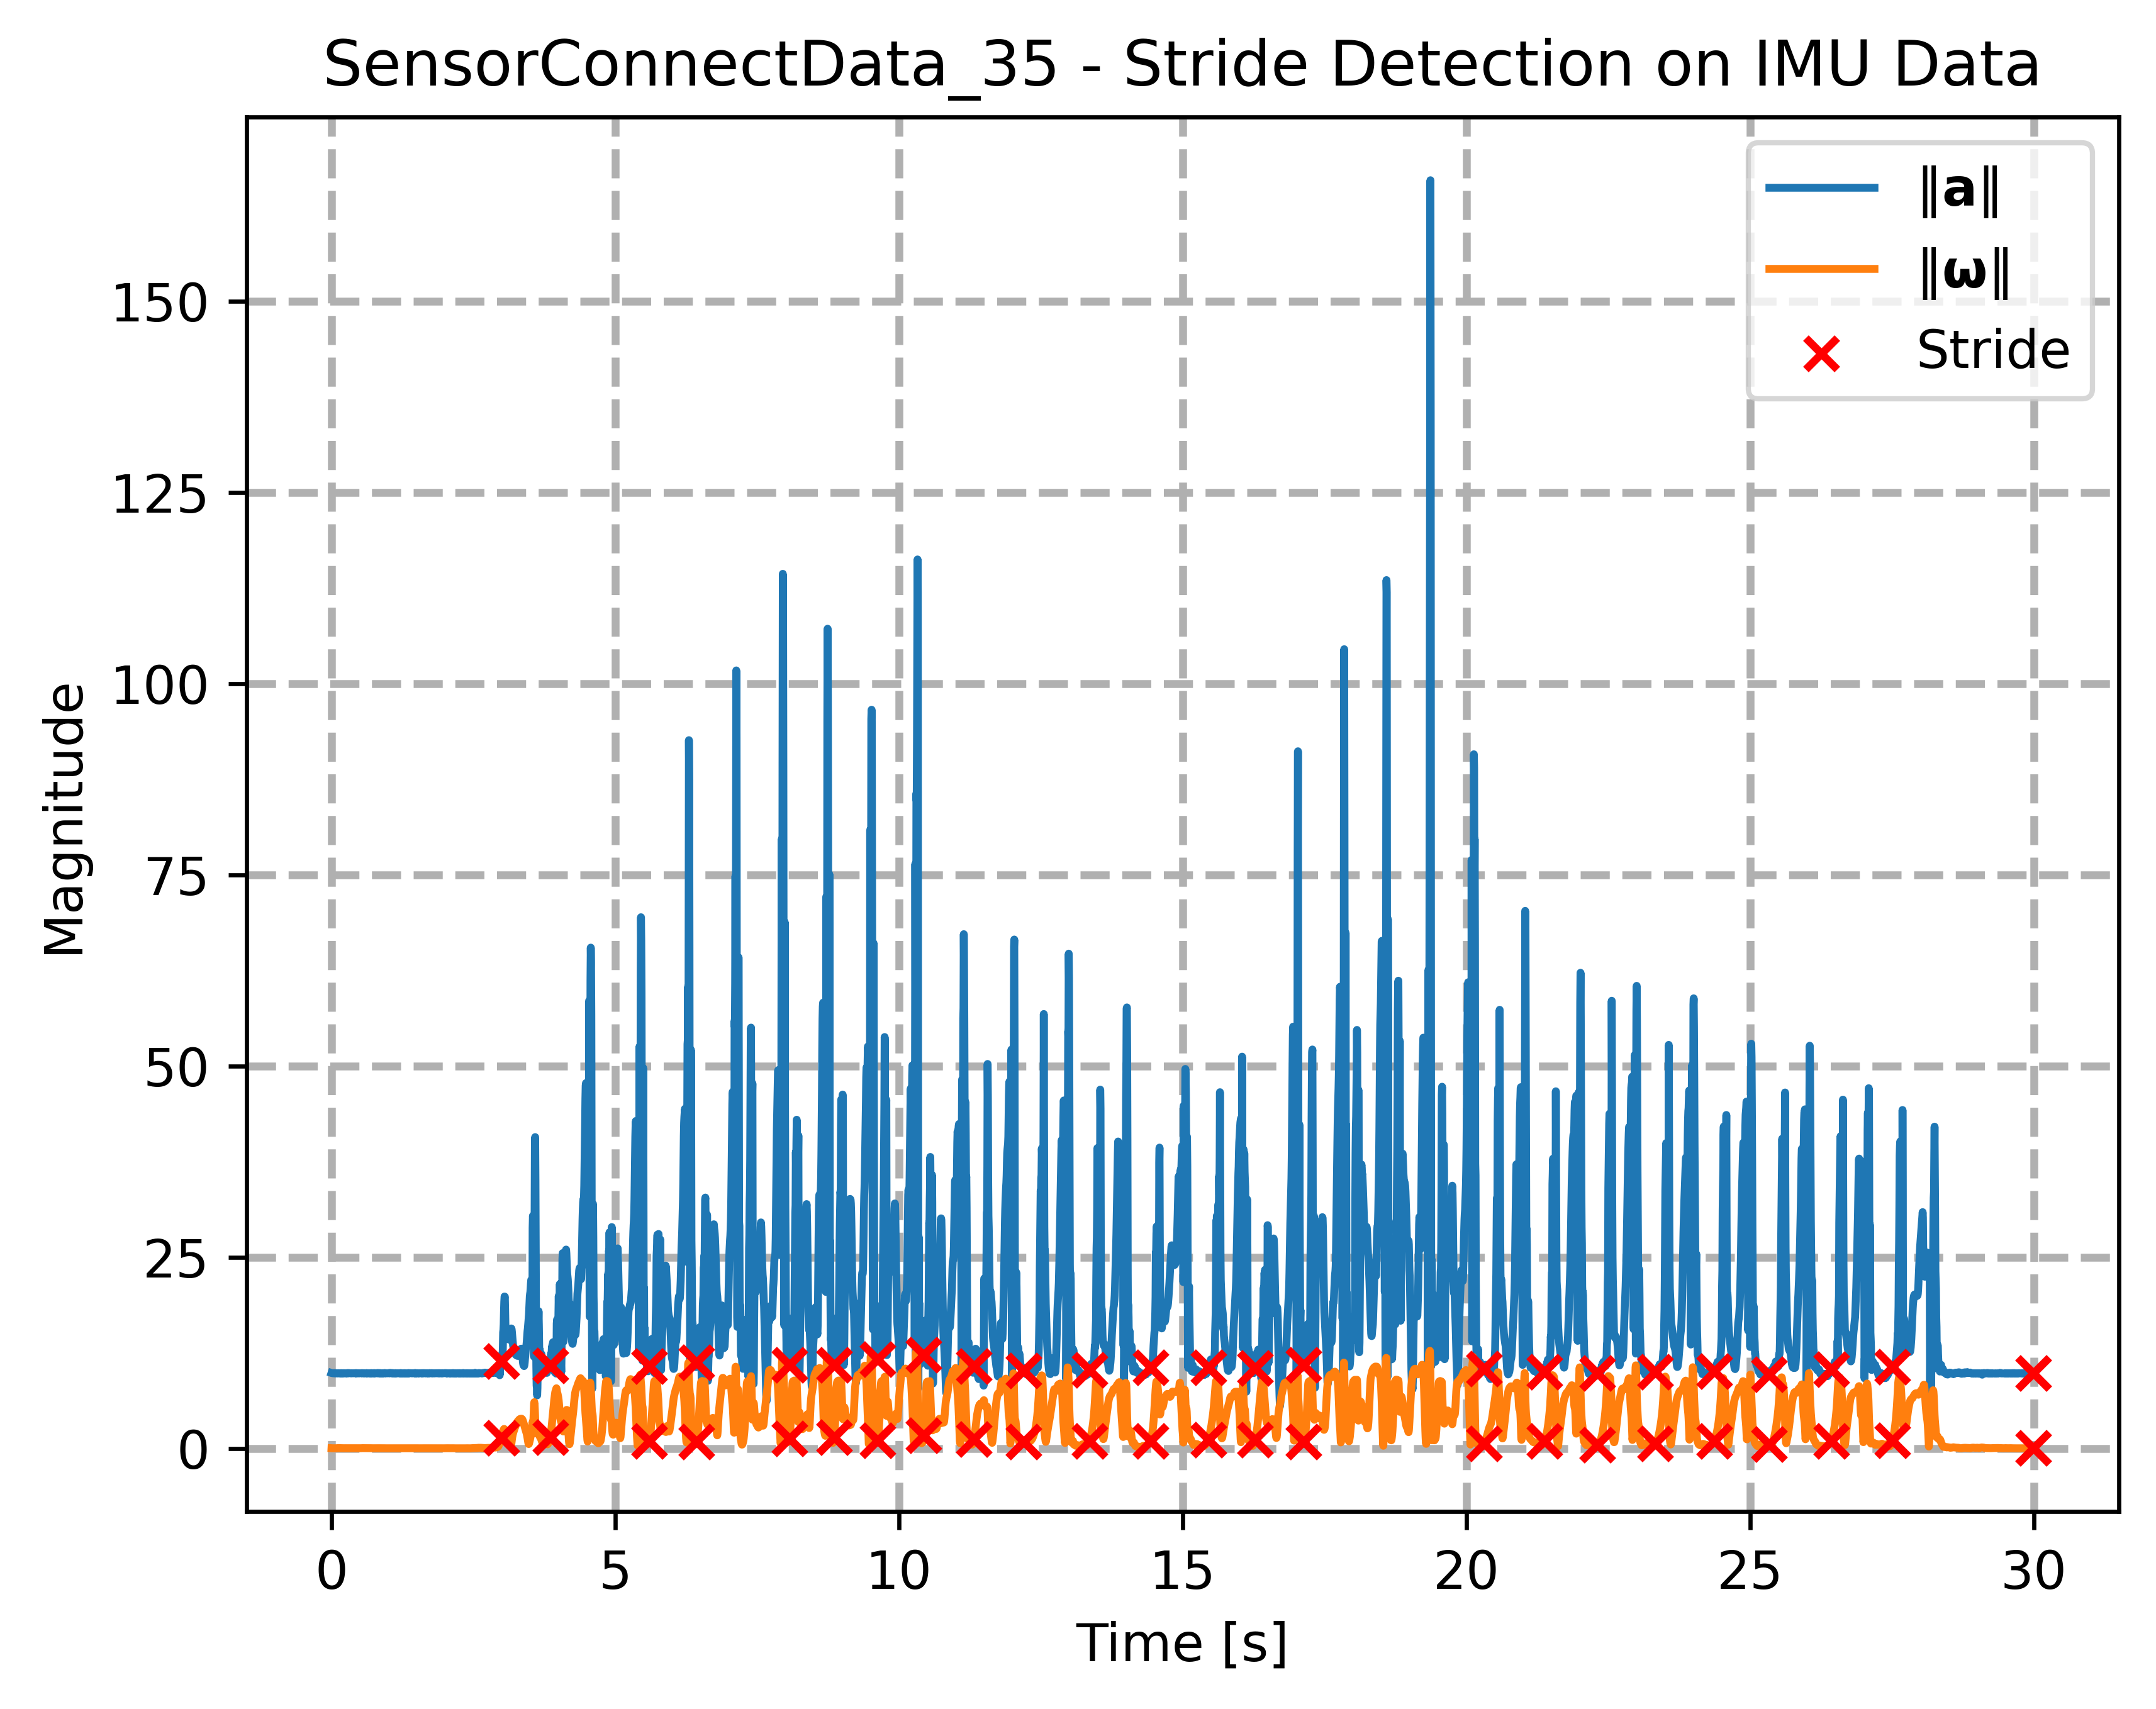 SensorConnectData_35 - Stride Detection on IMU Data
‖a‖
‖ω‖
Stride
Magnitude
150
125
100
75
50
25
0
0 5 10 15 20 25 30
Time [s]